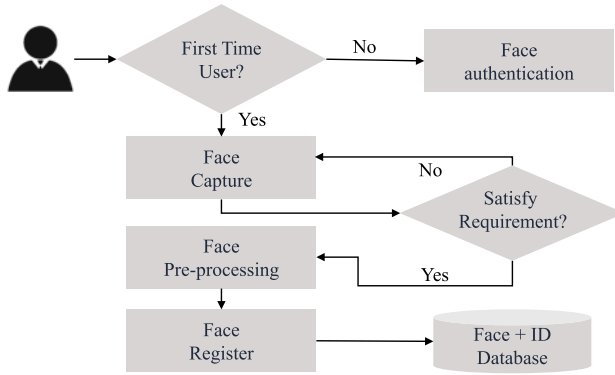 First Time
User?
No
Face
authentication
Yes
Face
Capture
No
Satisfy
Requirement?
Face
Pre-processing
Yes
Face
Register
Face + ID
Database